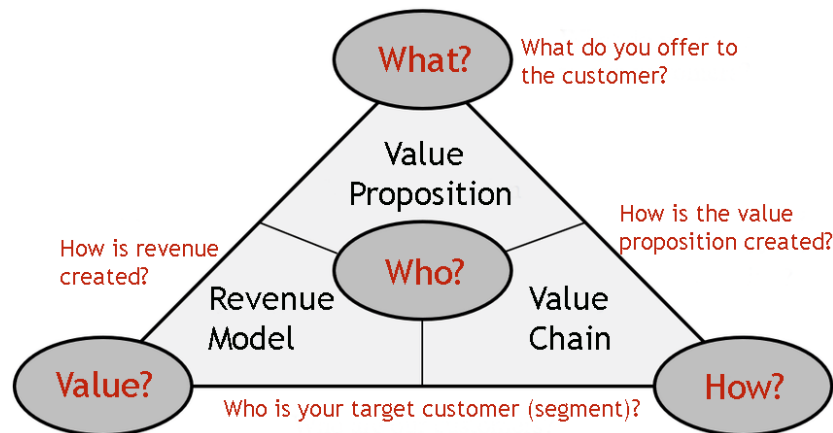 What?
What do you offer to
the customer?
Value
Proposition
How is the value
proposition created?
How is revenue
created?
Who?
Revenue
Model
Value
Chain
Value?
How?
Who is your target customer (segment)?